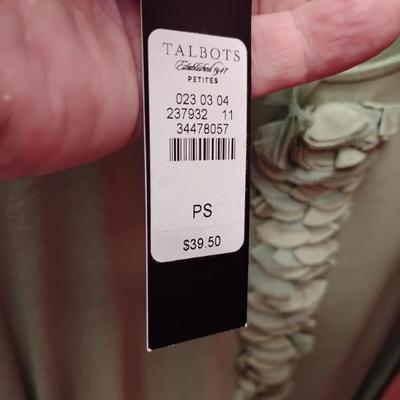 TALBOTS
Established 1947
PETITES
023 03 04
237932 11
34478057
PS
$39.50